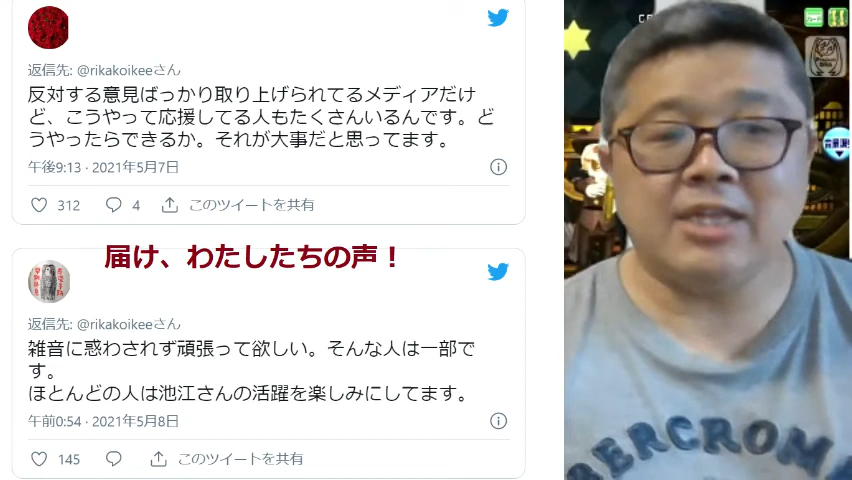 返信先: @rikakoikeeさん
反対する意見ばっかり取り上げられてるメディアだけ
ど、こうやって応援してる人もたくさんいるんです。ど
うやったらできるか。それが大事だと思ってます。
午後9:13 · 2021年5月7日
312 4 このツイートを共有
届け、わたしたちの声！
返信先: @rikakoikeeさん
雑音に惑わされず頑張って欲しい。そんな人は一部で
す。
ほとんどの人は池江さんの活躍を楽しみにしてます。
午前0:54 · 2021年5月8日
145 このツイートを共有
BERCROM